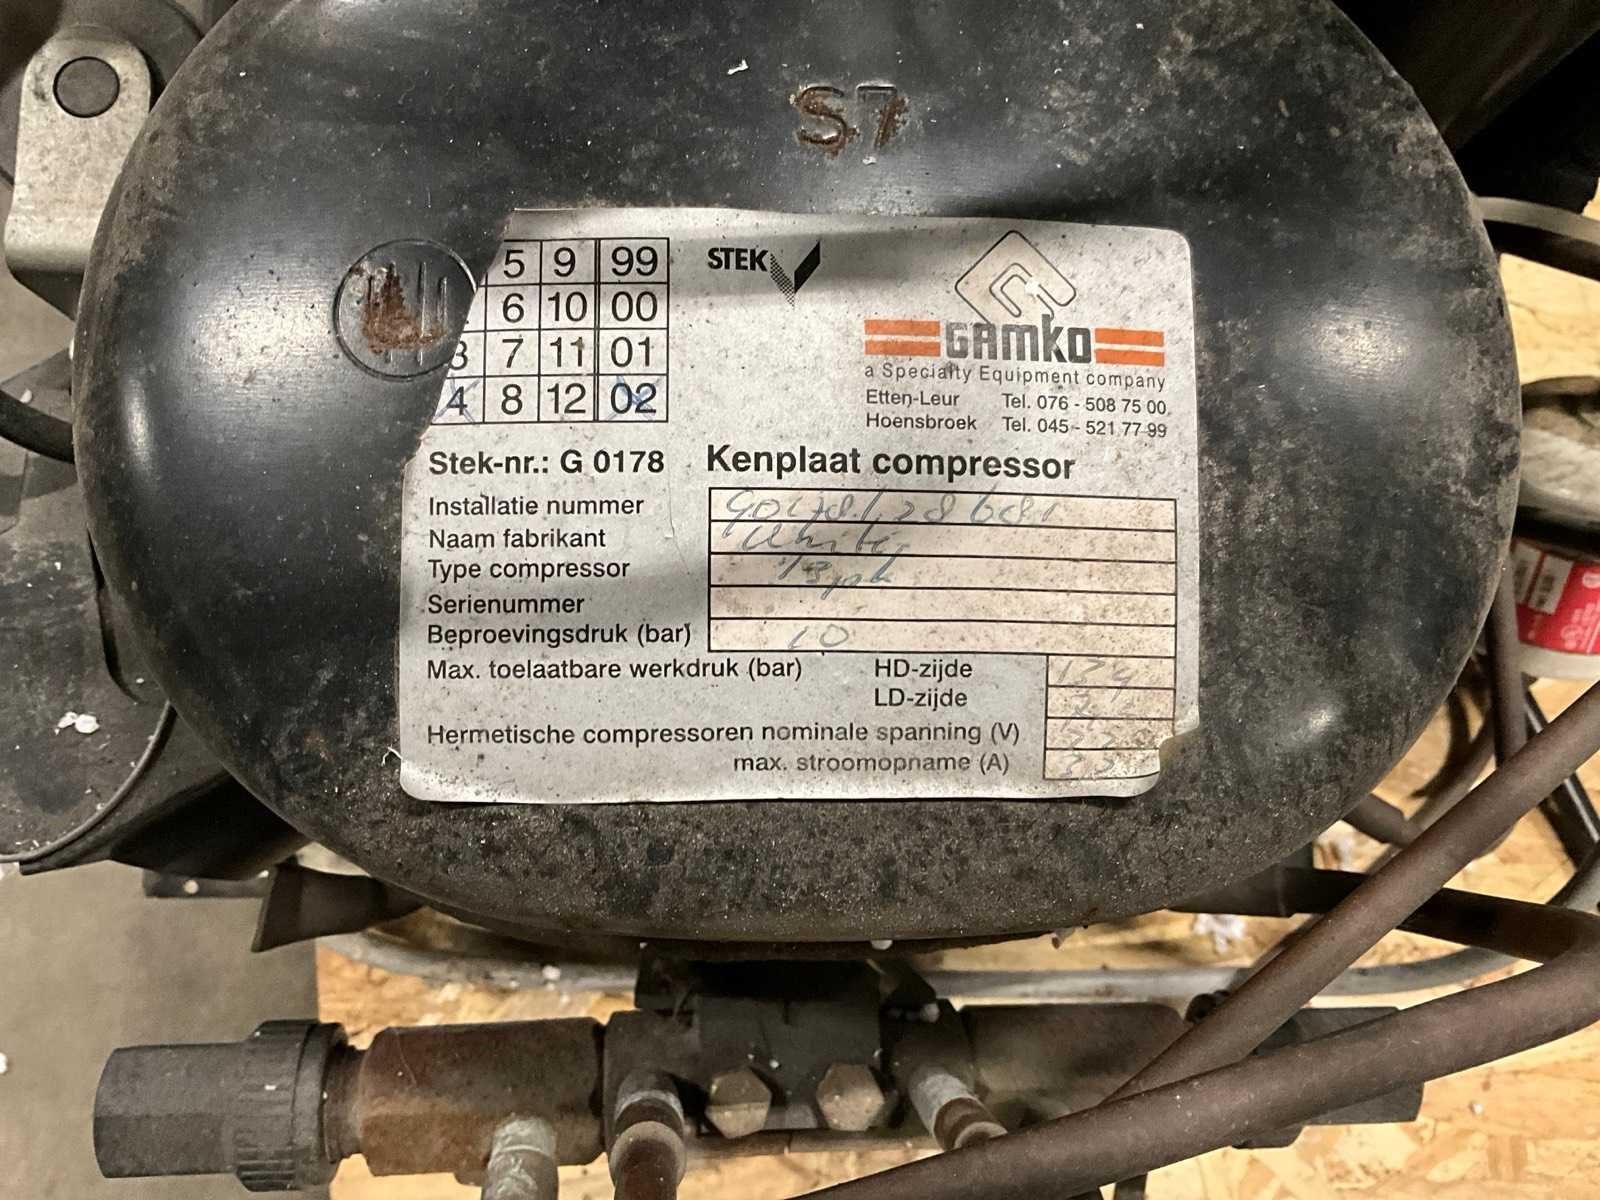 S7
5 9 99
6 10 00
3 7 11 01
4 8 12 02
STEK
GAMKO
a Specialty Equipment company
Etten-Leur Tel. 076 - 508 75 00
Hoensbroek Tel. 045 - 521 77 99
Stek-nr.: G 0178
Kenplaat compressor
Installatie nummer
Naam fabrikant
Type compressor 1/3 pk
Serienummer
Beproevingsdruk (bar) 10
Max. toelaatbare werkdruk (bar) HD-zijde
LD-zijde
Hermetische compressoren nominale spanning (V)
max. stroomopname (A)